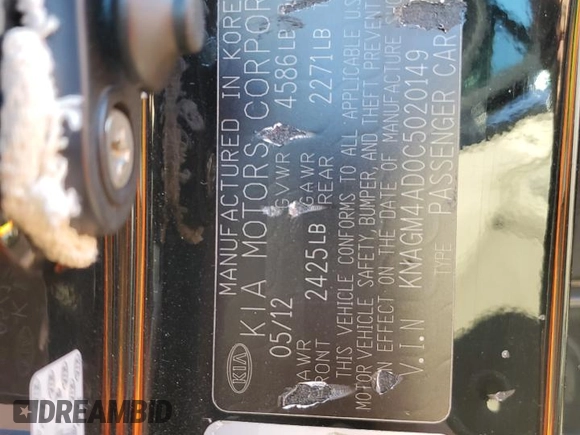 MANUFACTURED IN KORE
KIA KIA MOTORS CORPOR
05/12 GVWR 4586LB
GAWR GAWR
FRONT 2425LB REAR 2271LB
THIS VEHICLE CONFORMS TO ALL APPLICABLE
MOTOR VEHICLE SAFETY, BUMPER, AND THEFT PREVENT
IN EFFECT ON THE DATE OF MANUFACTURE
V.I.N KNAGM4AD0C5020149
TYPE PASSENGER CAR
DREAMBID